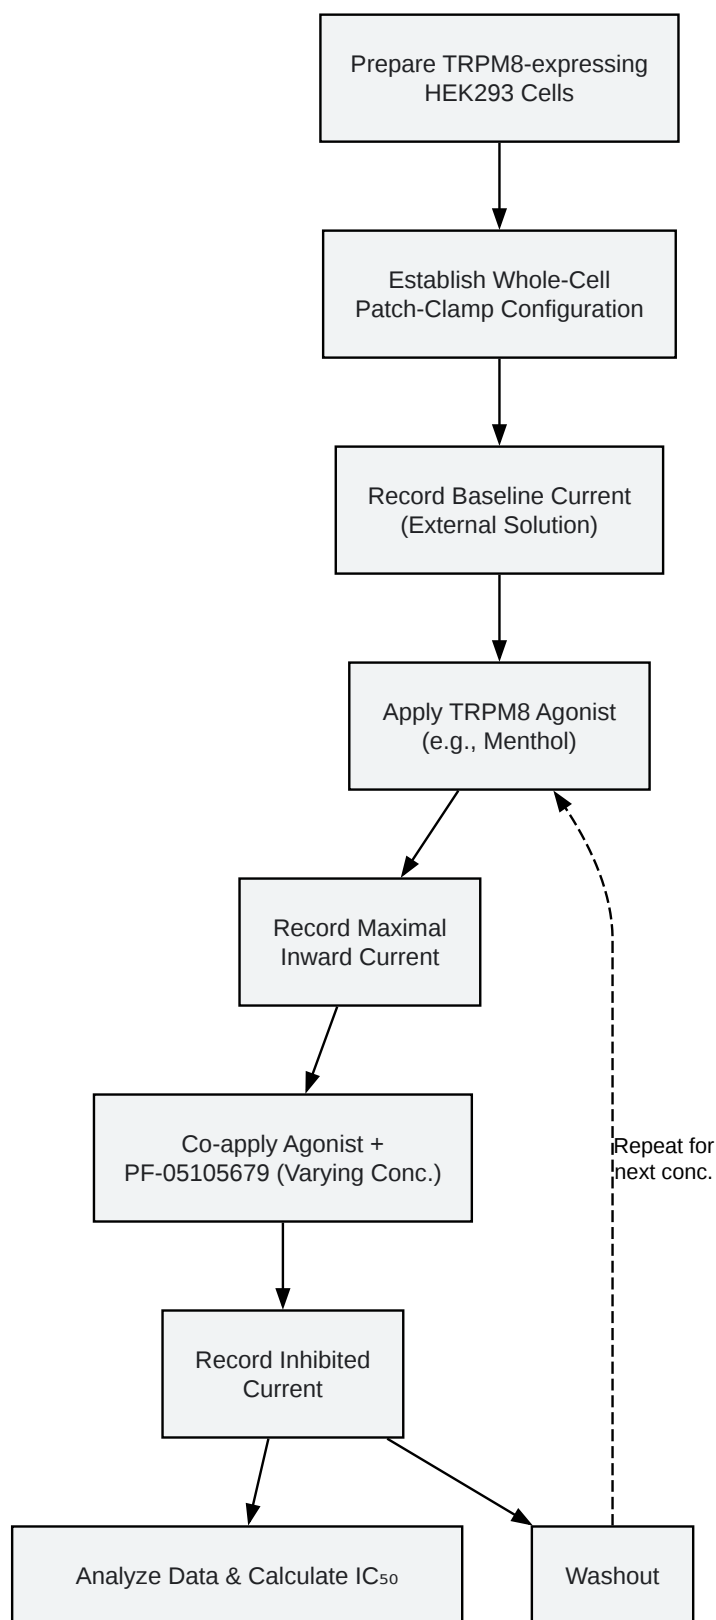 Prepare TRPM8-expressing
HEK293 Cells
Establish Whole-Cell
Patch-Clamp Configuration
Record Baseline Current
(External Solution)
Apply TRPM8 Agonist
(e.g., Menthol)
Record Maximal
Inward Current
Co-apply Agonist +
PF-05105679 (Varying Conc.)
Repeat for
next conc.
Record Inhibited
Current
Analyze Data & Calculate IC₅₀
Washout